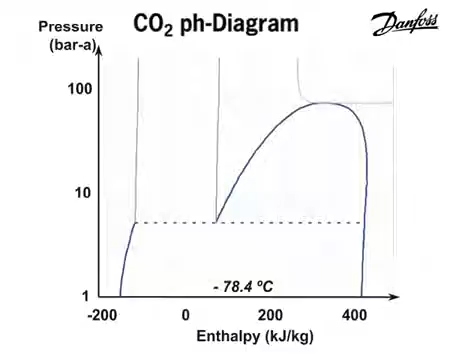 Pressure
(bar-a)
CO₂ ph-Diagram
Danfoss
100
10
1
- 78.4 ºC
-200 0 200 400
Enthalpy (kJ/kg)